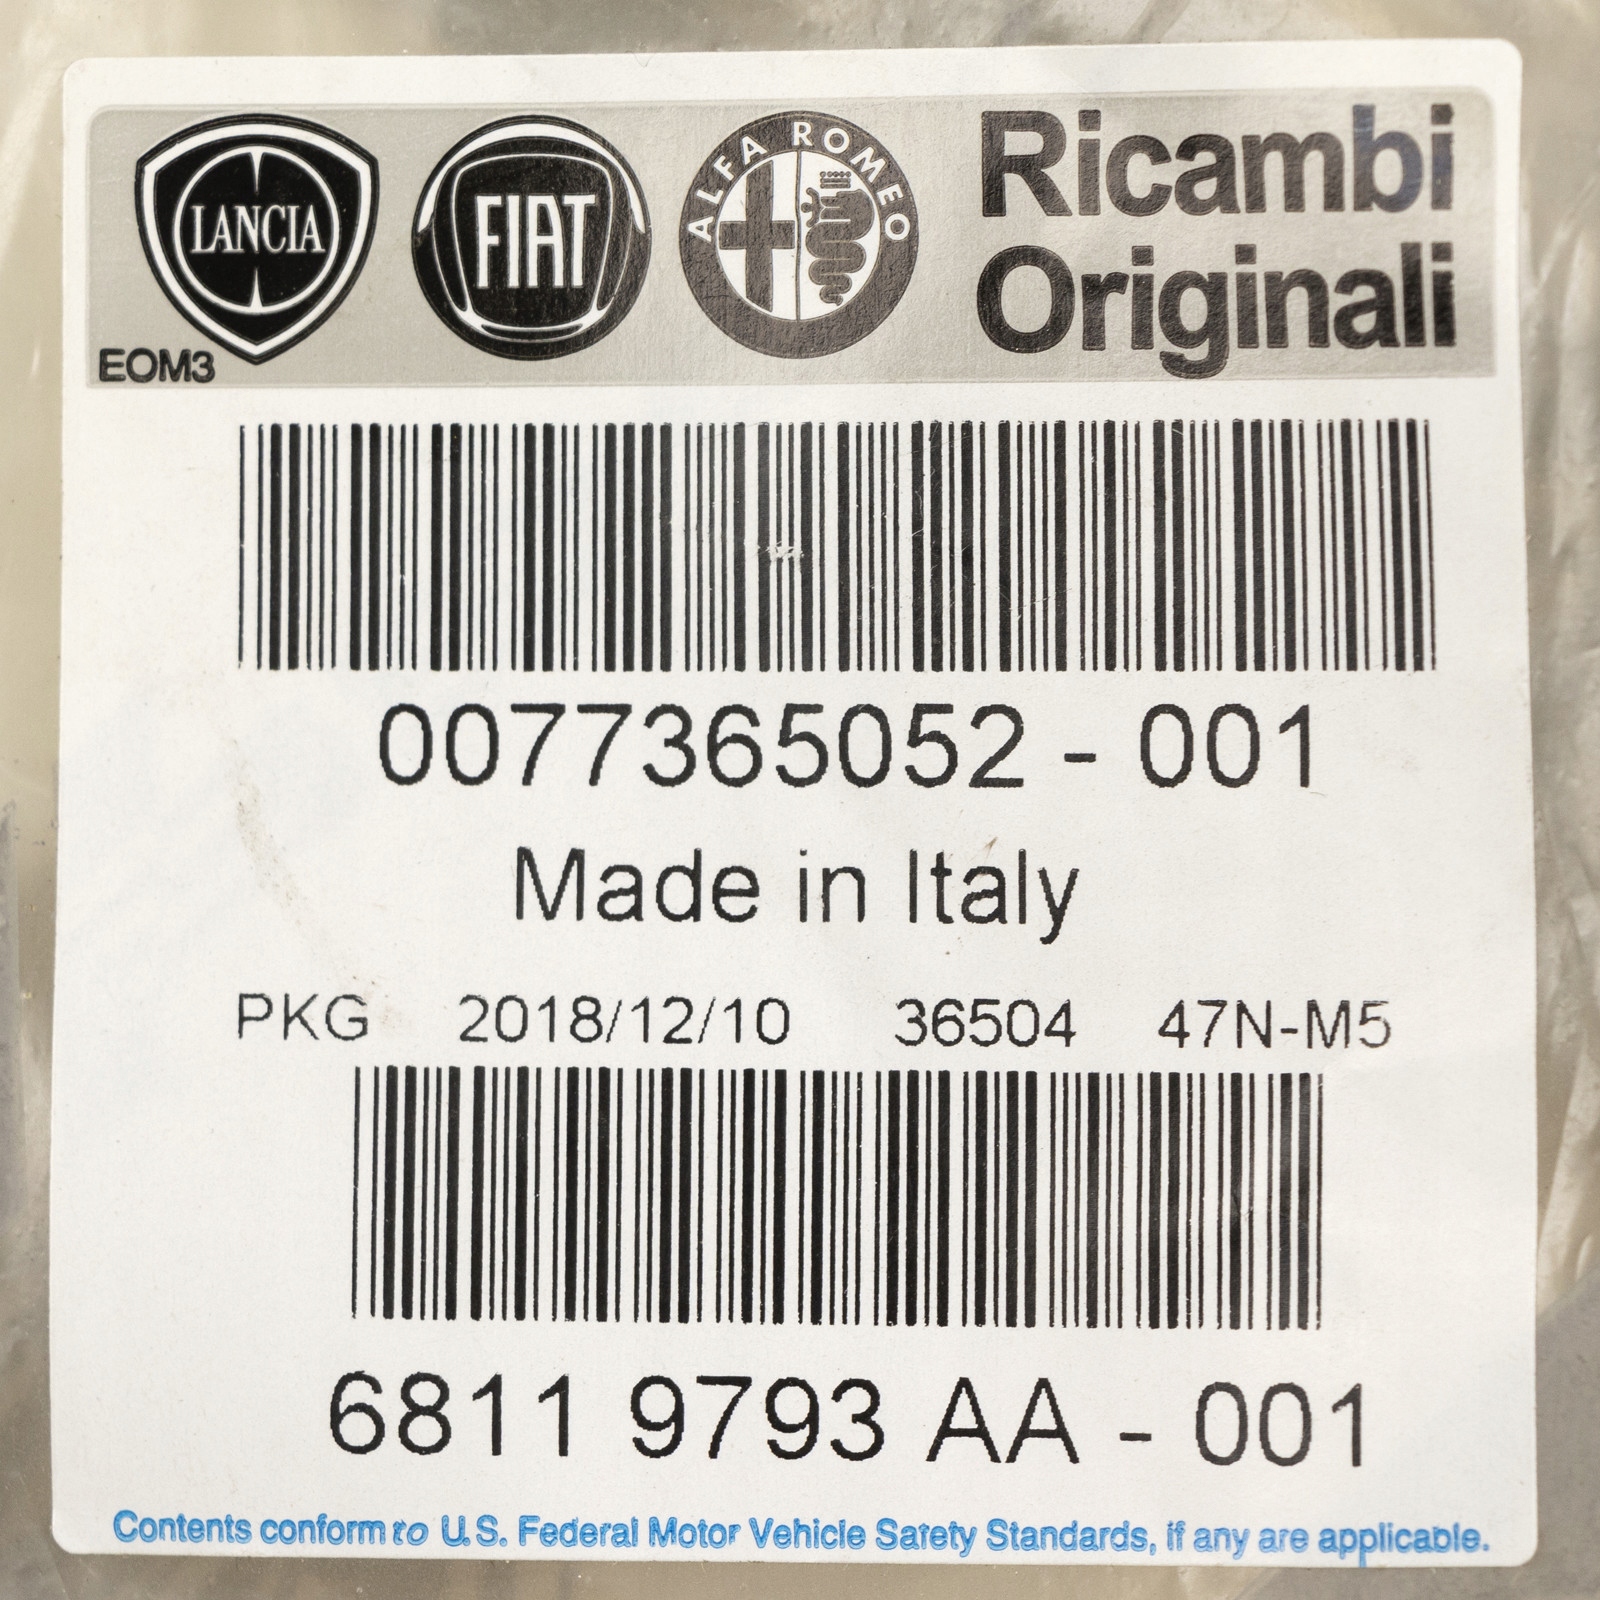 LANCIA
FIAT
ALFA ROMEO
Ricambi
Originali
EOM3
0077365052 - 001
Made in Italy
PKG 2018/12/10 36504 47N-M5
6811 9793 AA - 001
Contents conform to U.S. Federal Motor Vehicle Safety Standards, if any are applicable.